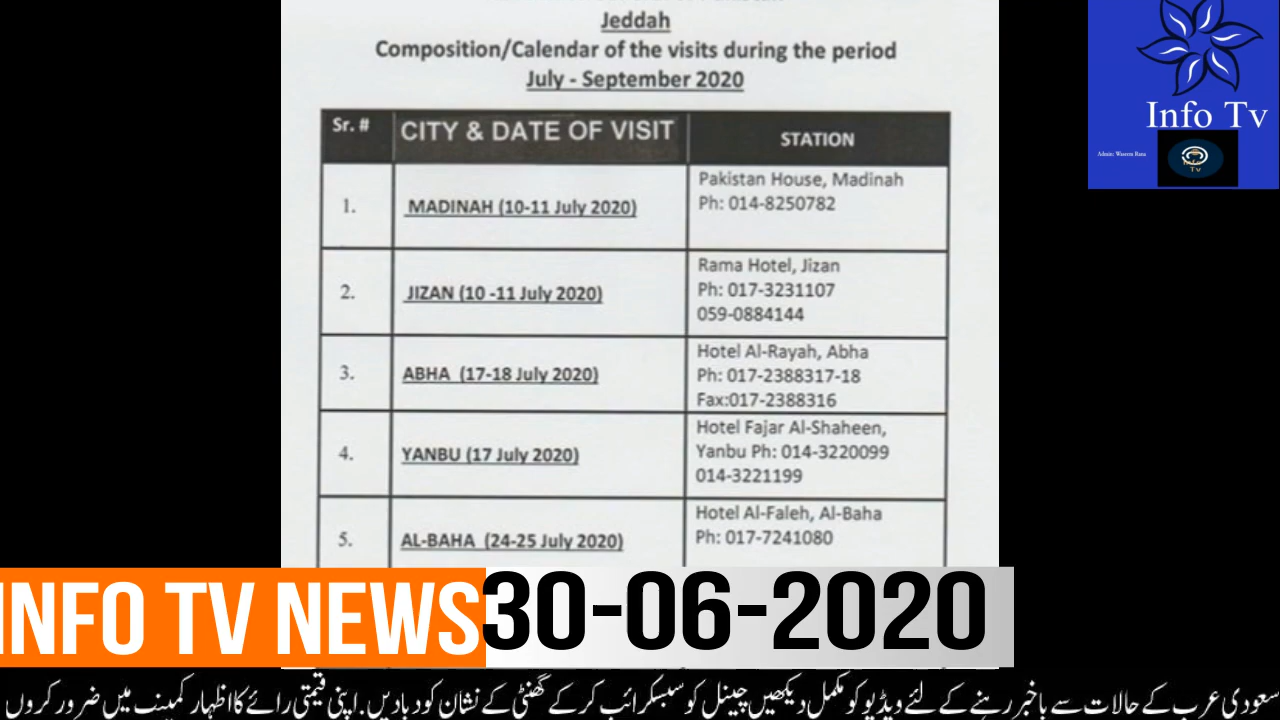 Jeddah
Composition/Calendar of the visits during the period
July - September 2020
Sr. # CITY & DATE OF VISIT STATION
1. MADINAH (10-11 July 2020) Pakistan House, Madinah
Ph: 014-8250782
2. JIZAN (10 -11 July 2020) Rama Hotel, Jizan
Ph: 017-3231107
059-0884144
3. ABHA (17-18 July 2020) Hotel Al-Rayah, Abha
Ph: 017-2388317-18
Fax:017-2388316
4. YANBU (17 July 2020) Hotel Fajar Al-Shaheen,
Yanbu Ph: 014-3220099
014-3221199
5. AL-BAHA (24-25 July 2020) Hotel Al-Faleh, Al-Baha
Ph: 017-7241080
Info Tv
Admin: Waseem Rana
Tv
INFO TV NEWS 30-06-2020
سعودی عرب کے حالات سے باخبر رہنے کے لئے ویڈیو کو مکمل دیکھیں چینل کو سبسکرائب کر کے گھنٹی کے نشان کو دبا دیں. اپنی قیمتی رائے کا اظہار کمینٹ میں ضرور کروں